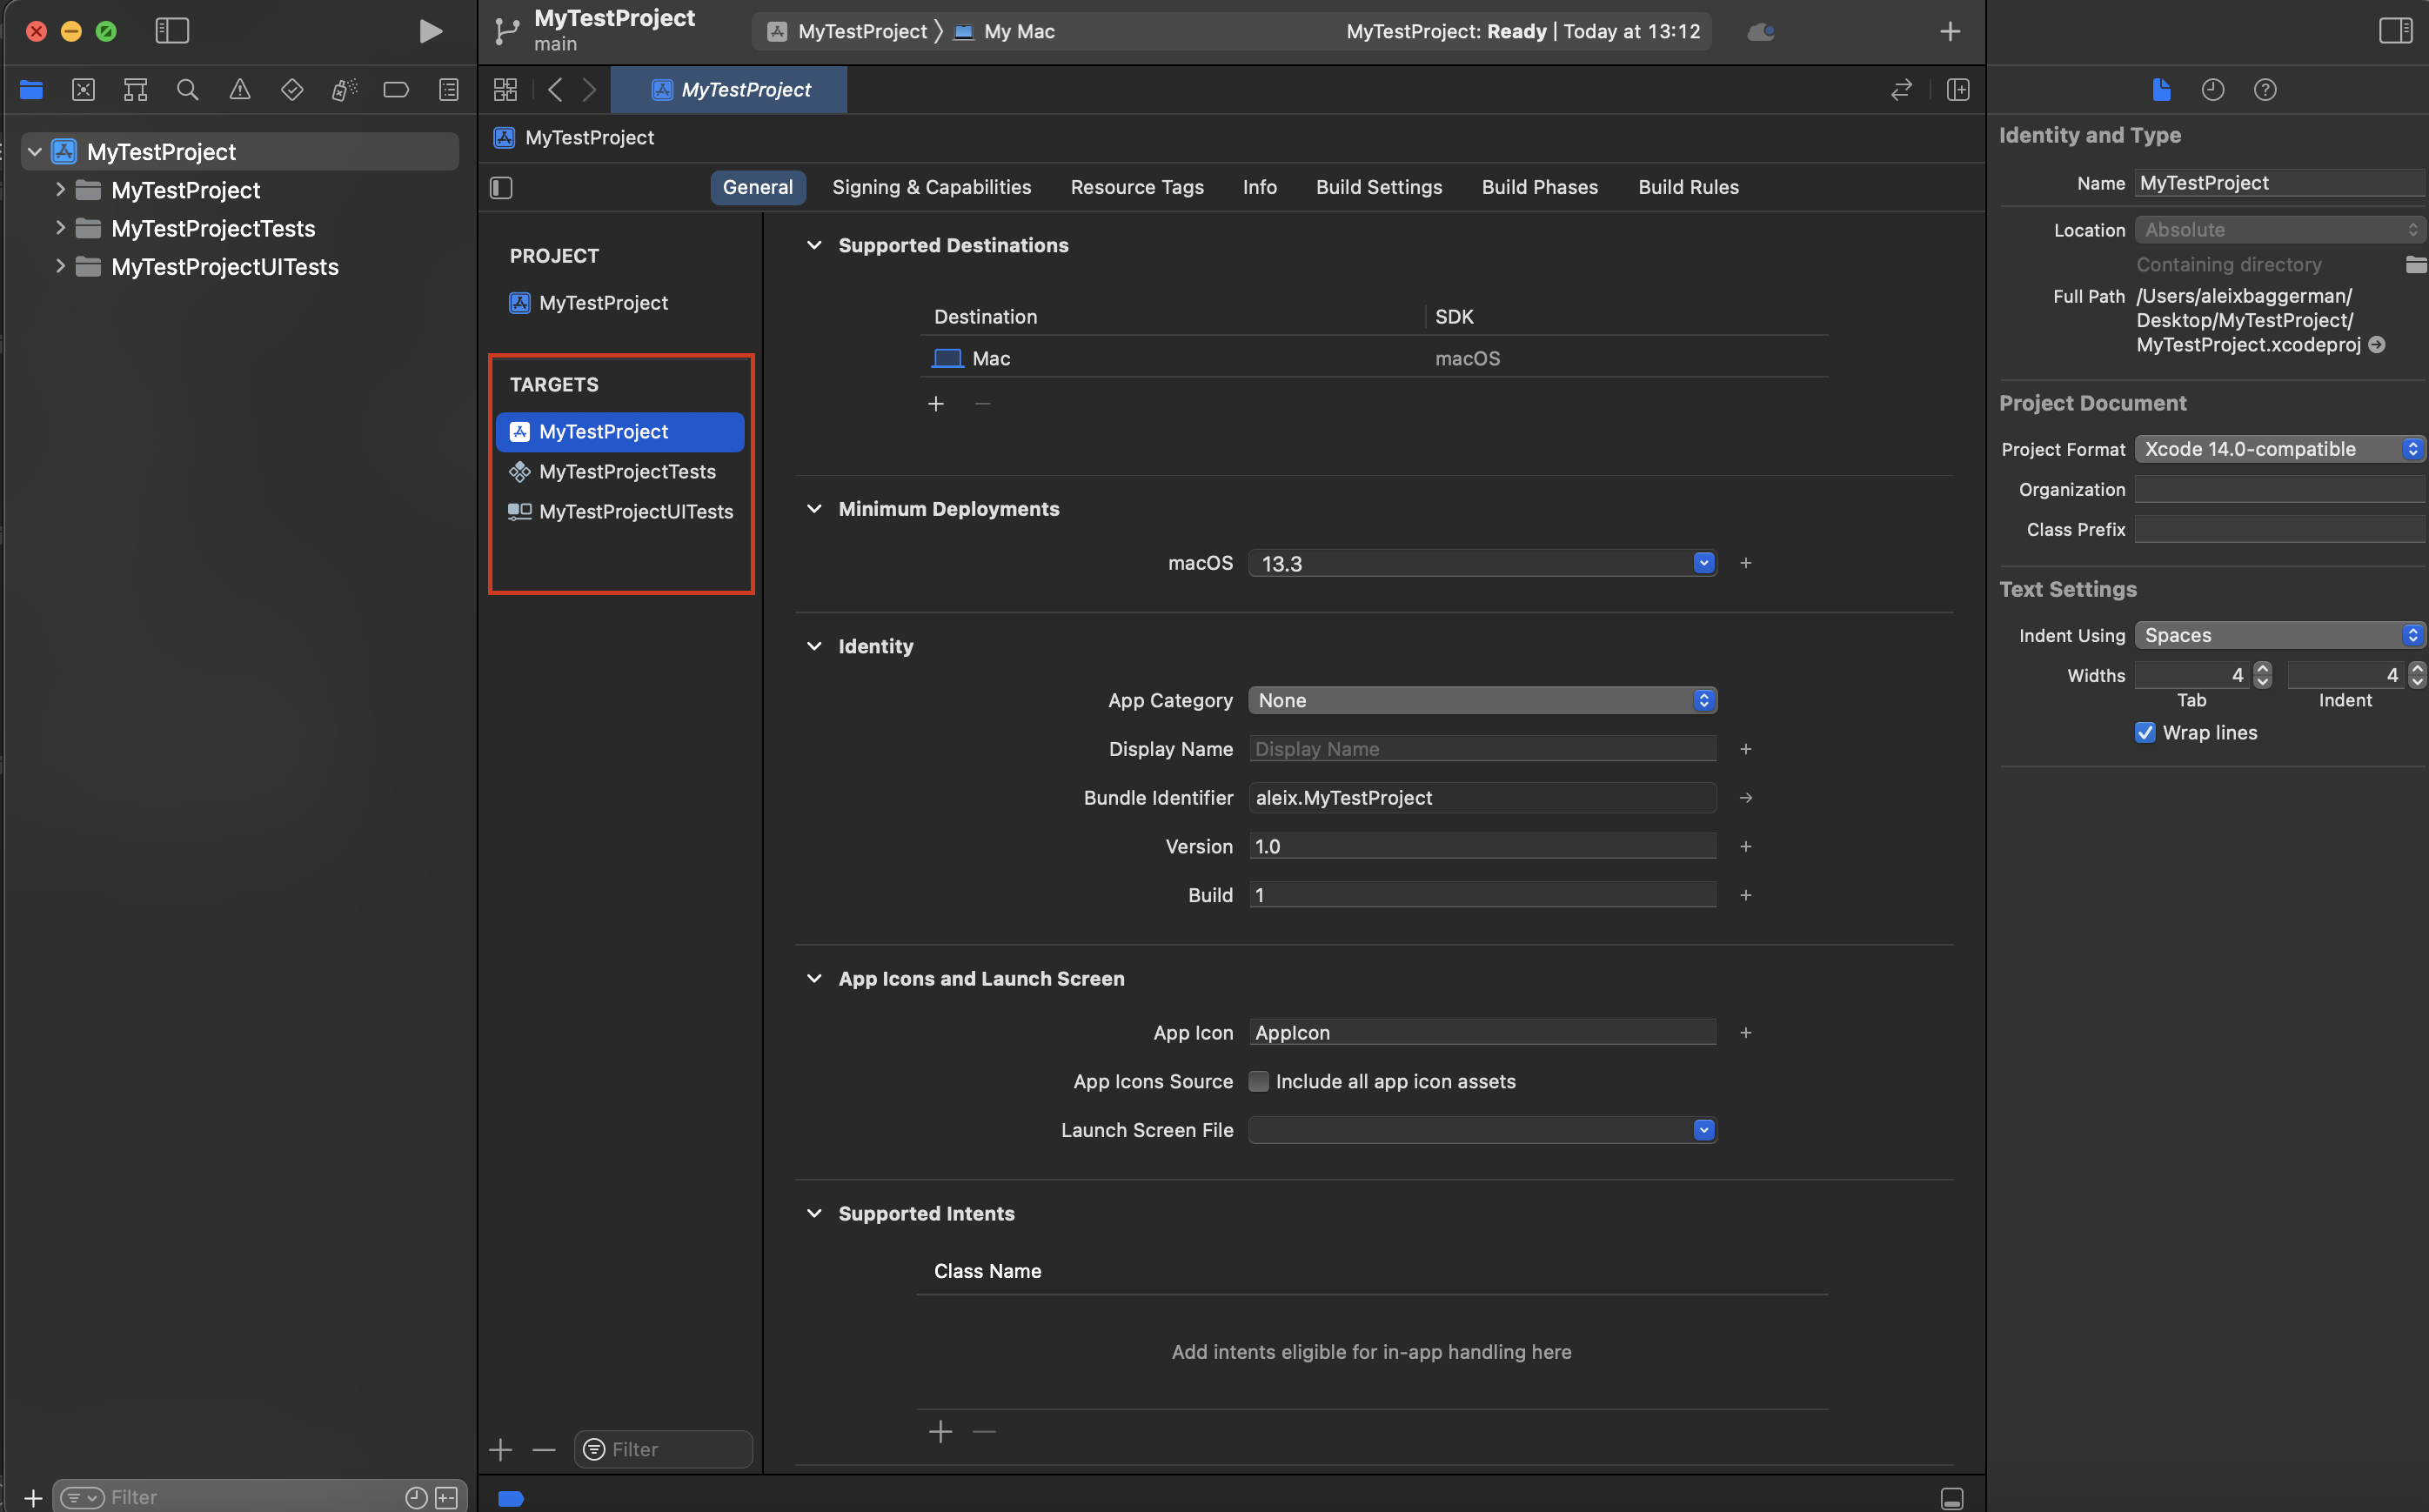 MyTestProject
main
MyTestProject 〉 My Mac
MyTestProject: Ready | Today at 13:12
MyTestProject
MyTestProject
MyTestProject
MyTestProjectTests
MyTestProjectUITests
MyTestProject
General
Signing & Capabilities
Resource Tags
Info
Build Settings
Build Phases
Build Rules
PROJECT
MyTestProject
TARGETS
MyTestProject
MyTestProjectTests
MyTestProjectUITests
Supported Destinations
Destination
SDK
Mac
macOS
Minimum Deployments
macOS
13.3
Identity
App Category
None
Display Name
Display Name
Bundle Identifier
aleix.MyTestProject
Version
1.0
Build
1
App Icons and Launch Screen
App Icon
AppIcon
App Icons Source
Include all app icon assets
Launch Screen File
Supported Intents
Class Name
Add intents eligible for in-app handling here
Filter
Filter
Identity and Type
Name
MyTestProject
Location
Absolute
Containing directory
Full Path
/Users/aleixbaggerman/
Desktop/MyTestProject/
MyTestProject.xcodeproj
Project Document
Project Format
Xcode 14.0-compatible
Organization
Class Prefix
Text Settings
Indent Using
Spaces
Widths
4
4
Tab
Indent
Wrap lines